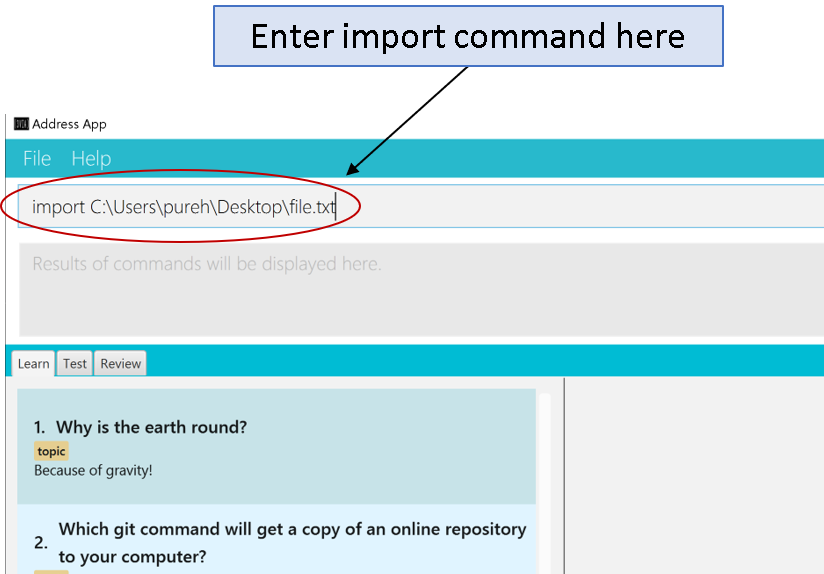 Enter import command here
Address App
File Help
import C:\Users\pureh\Desktop\file.txt
Results of commands will be displayed here.
Learn Test Review
1. Why is the earth round?
topic
Because of gravity!
2. Which git command will get a copy of an online repository
to your computer?